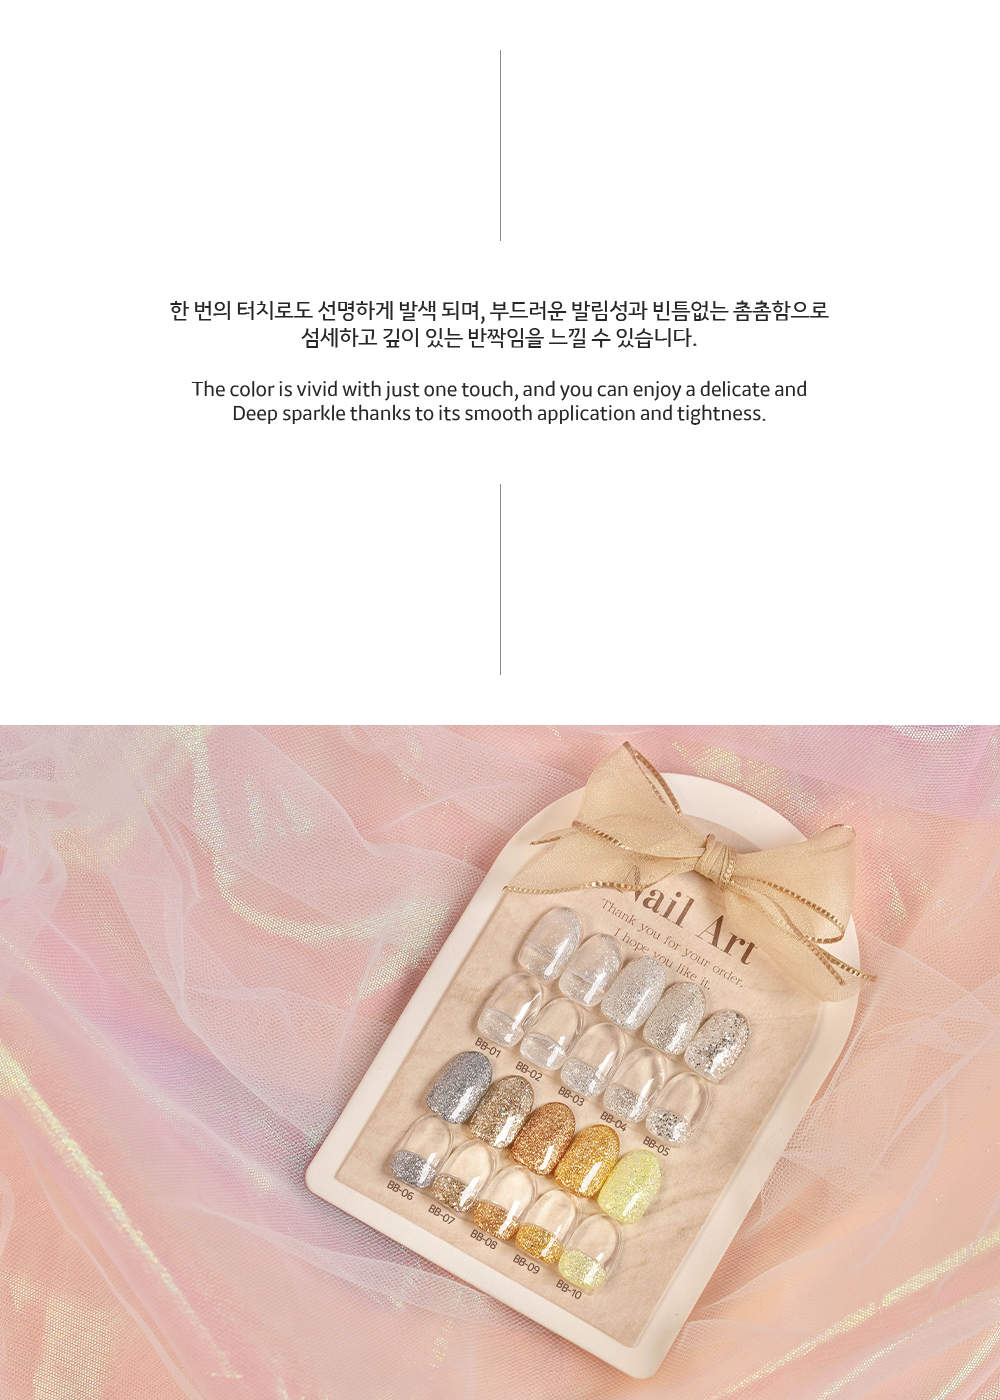 한 번의 터치로도 선명하게 발색 되며, 부드러운 발림성과 빈틈없는 촘촘함으로
섬세하고 깊이 있는 반짝임을 느낄 수 있습니다.
The color is vivid with just one touch, and you can enjoy a delicate and
Deep sparkle thanks to its smooth application and tightness.
Nail Art
Thank you for your order.
I hope you like it.
BB-01
BB-02
BB-03
BB-04
BB-05
BB-06
BB-07
BB-08
BB-09
BB-10